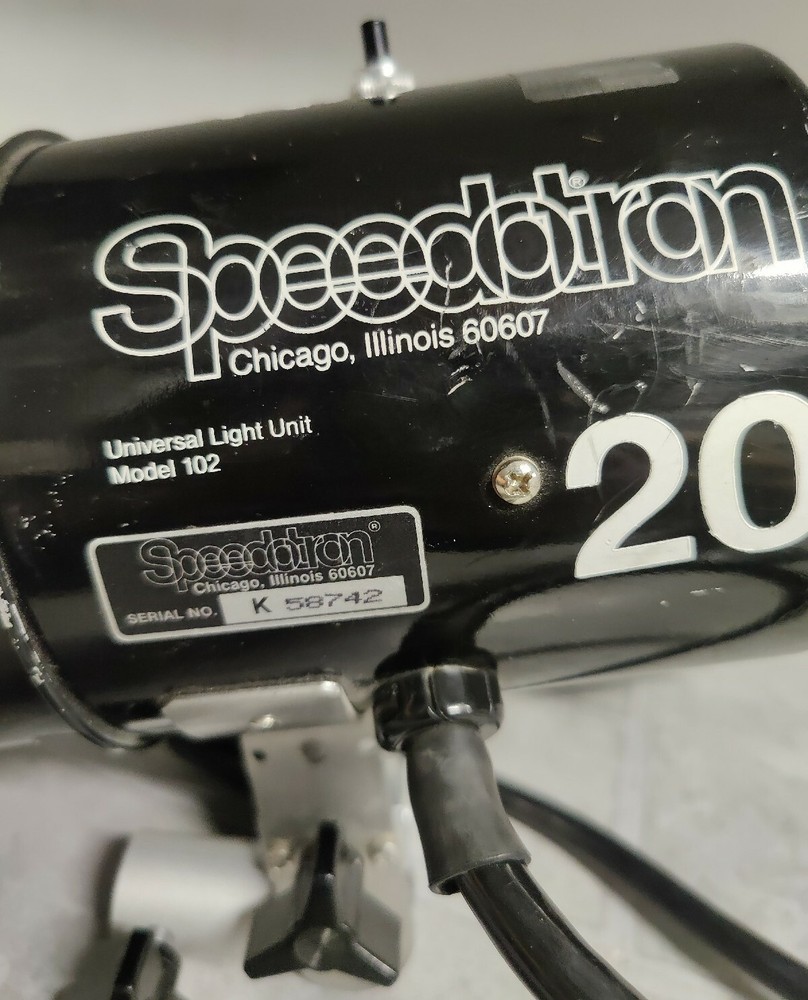 Speedotron®
Chicago, Illinois 60607
Universal Light Unit
Model 102
20
Speedotron®
Chicago, Illinois 60607
SERIAL NO. K 58742